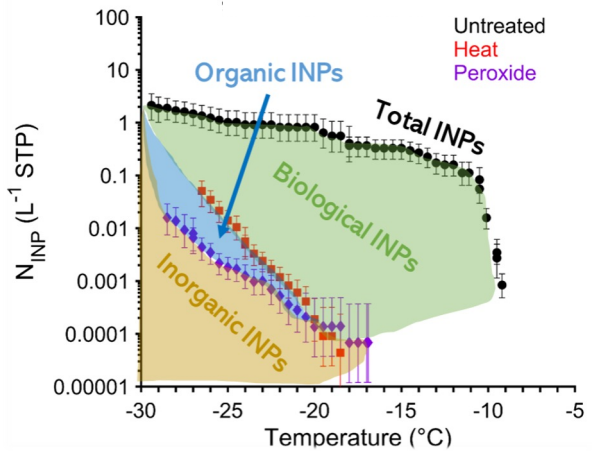 100
10
1
0.1
0.01
0.001
0.0001
0.00001
N_INP (L⁻¹ STP)
Untreated
Heat
Peroxide
Organic INPs
Total INPs
Biological INPs
Inorganic INPs
-30 -25 -20 -15 -10 -5
Temperature (°C)